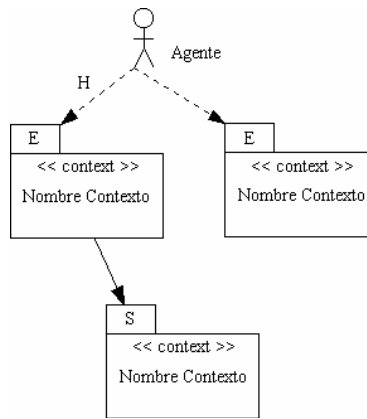 Agente
H
E
<< context >>
Nombre Contexto
E
<< context >>
Nombre Contexto
S
<< context >>
Nombre Contexto